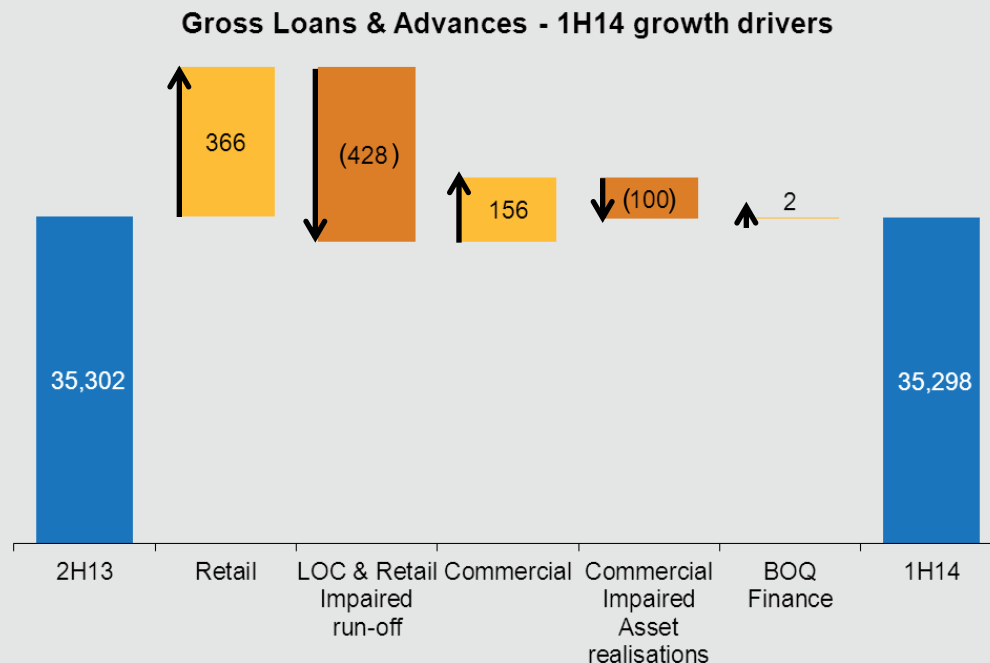 Gross Loans & Advances - 1H14 growth drivers
366
(428)
156
(100)
2
35,302
35,298
2H13
Retail
LOC & Retail
Impaired
run-off
Commercial
Commercial
Impaired
Asset
realisations
BOQ
Finance
1H14